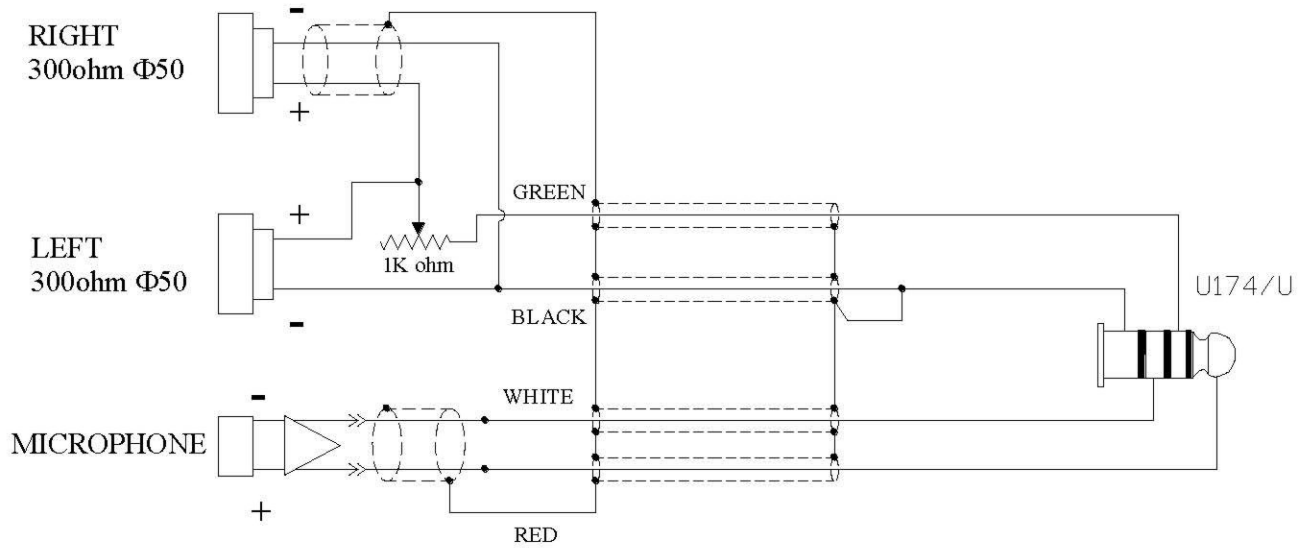 -
RIGHT
300ohm Φ50
+
+
GREEN
LEFT
300ohm Φ50
1K ohm
U174/U
-
BLACK
-
WHITE
MICROPHONE
+
RED